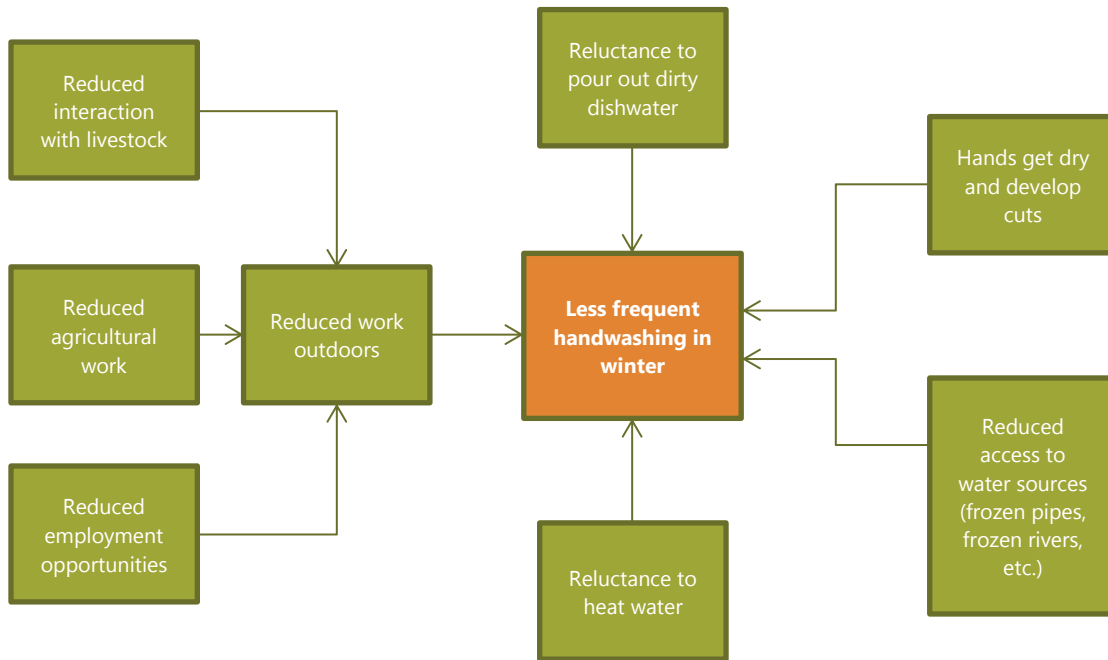 Reduced
interaction
with livestock
Reluctance to
pour out dirty
dishwater
Hands get dry
and develop
cuts
Reduced
agricultural
work
Reduced work
outdoors
Less frequent
handwashing in
winter
Reduced
employment
opportunities
Reluctance to
heat water
Reduced
access to
water sources
(frozen pipes,
frozen rivers,
etc.)